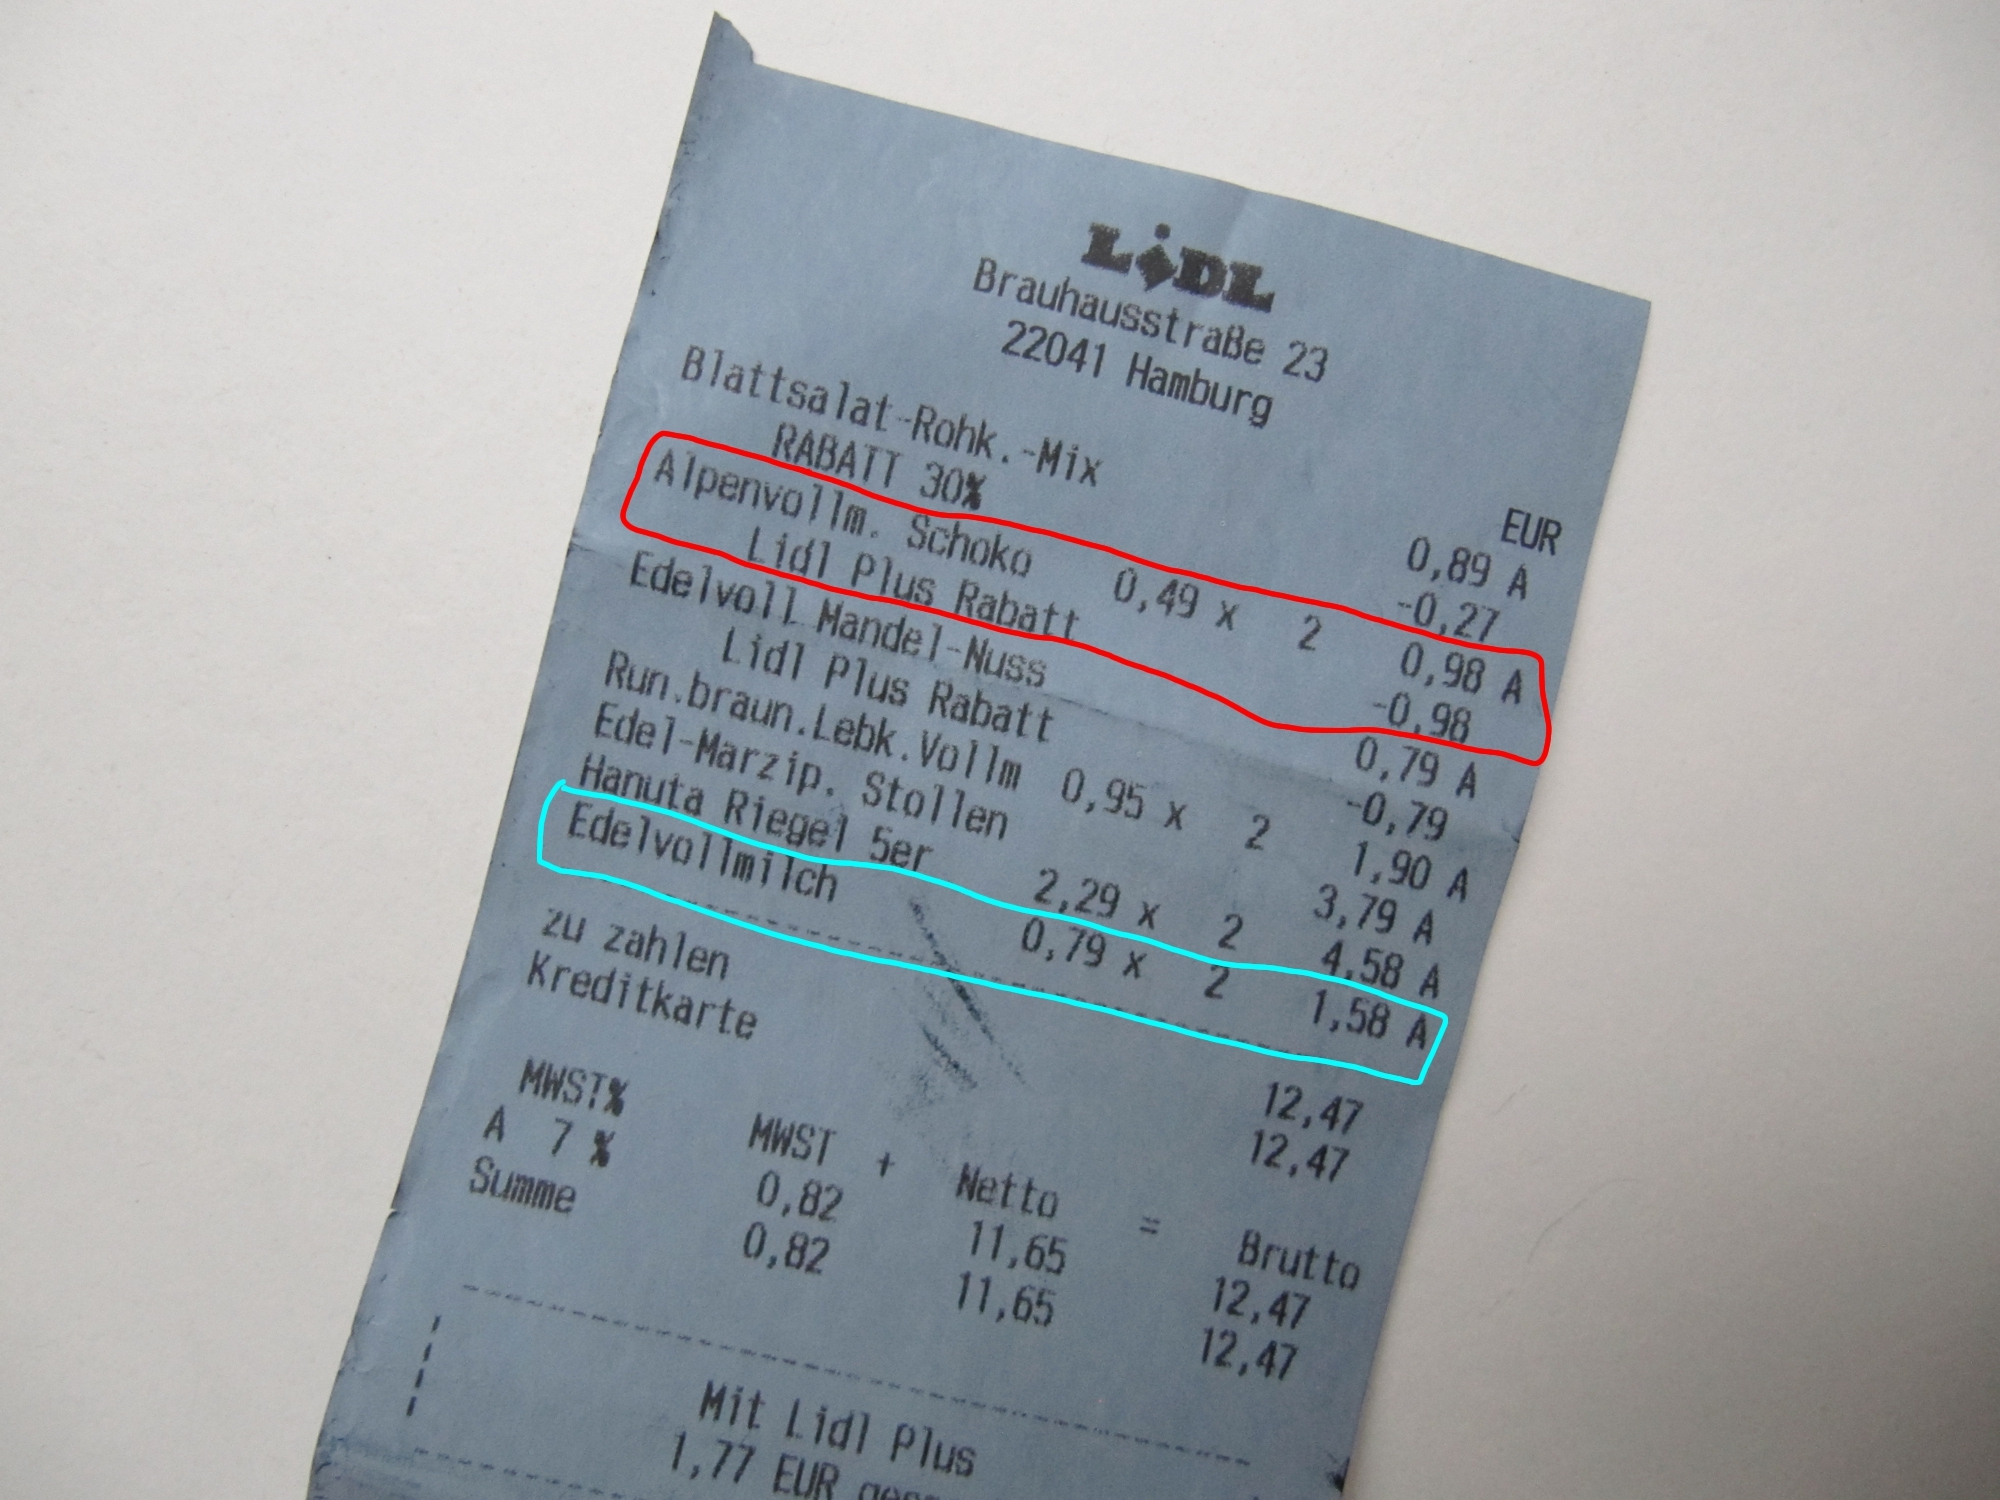 LiDL
Brauhausstraße 23
22041 Hamburg
EUR
Blattsalat-Rohk.-Mix 0,89 A
RABATT 30% -0,27
Alpenvollm. Schoko 0,49 x 2 0,98 A
Lidl Plus Rabatt -0,98
Edelvoll Mandel-Nuss 0,79 A
Lidl Plus Rabatt -0,79
Run.braun.Lebk.Vollm 0,95 x 2 1,90 A
Edel-Marzip. Stollen 3,79 A
Hanuta Riegel 5er 2,29 x 2 4,58 A
Edelvollmilch 0,79 x 2 1,58 A
zu zahlen 12,47
Kreditkarte 12,47
MWST% MWST + Netto = Brutto
A 7 % 0,82 11,65 12,47
Summe 0,82 11,65 12,47
Mit Lidl Plus
1,77 EUR